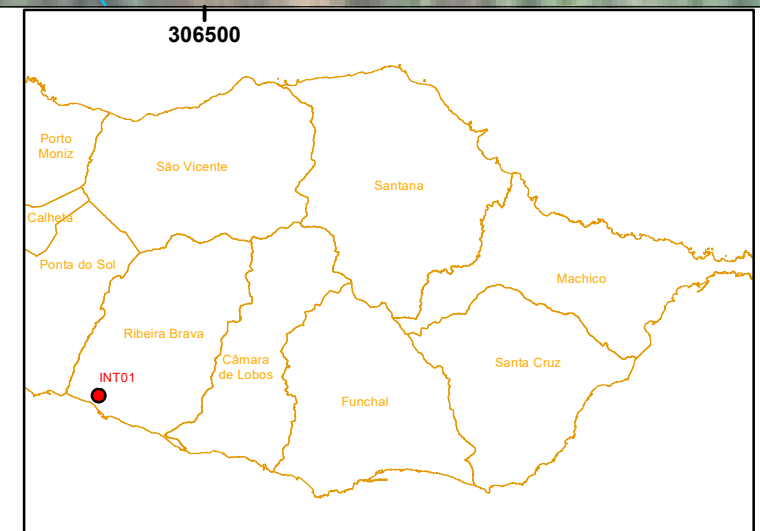 306500
Porto
Moniz
São Vicente
Santana
Calheta
Ponta do Sol
Machico
Ribeira Brava
Câmara
de Lobos
Santa Cruz
INT01
Funchal